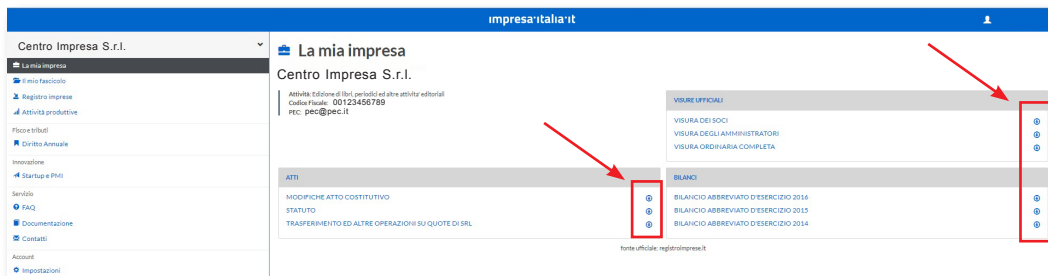 impresa•italia•it
Centro Impresa S.r.l.
La mia impresa
Il mio fascicolo
Registro imprese
Attività produttive
Fisco e tributi
Diritto Annuale
Innovazione
Startup e PMI
Servizio
FAQ
Documentazione
Contatti
Account
Impostazioni
La mia impresa
Centro Impresa S.r.l.
Attività: Edizione di libri, periodici ed altre attivita' editoriali
Codice Fiscale: 00123456789
PEC: pec@pec.it
VISURE UFFICIALI
VISURA DEI SOCI
VISURA DEGLI AMMINISTRATORI
VISURA ORDINARIA COMPLETA
ATTI
MODIFICHE ATTO COSTITUTIVO
STATUTO
TRASFERIMENTO ED ALTRE OPERAZIONI SU QUOTE DI SRL
BILANCI
BILANCIO ABBREVIATO D'ESERCIZIO 2016
BILANCIO ABBREVIATO D'ESERCIZIO 2015
BILANCIO ABBREVIATO D'ESERCIZIO 2014
fonte ufficiale: registroimprese.it